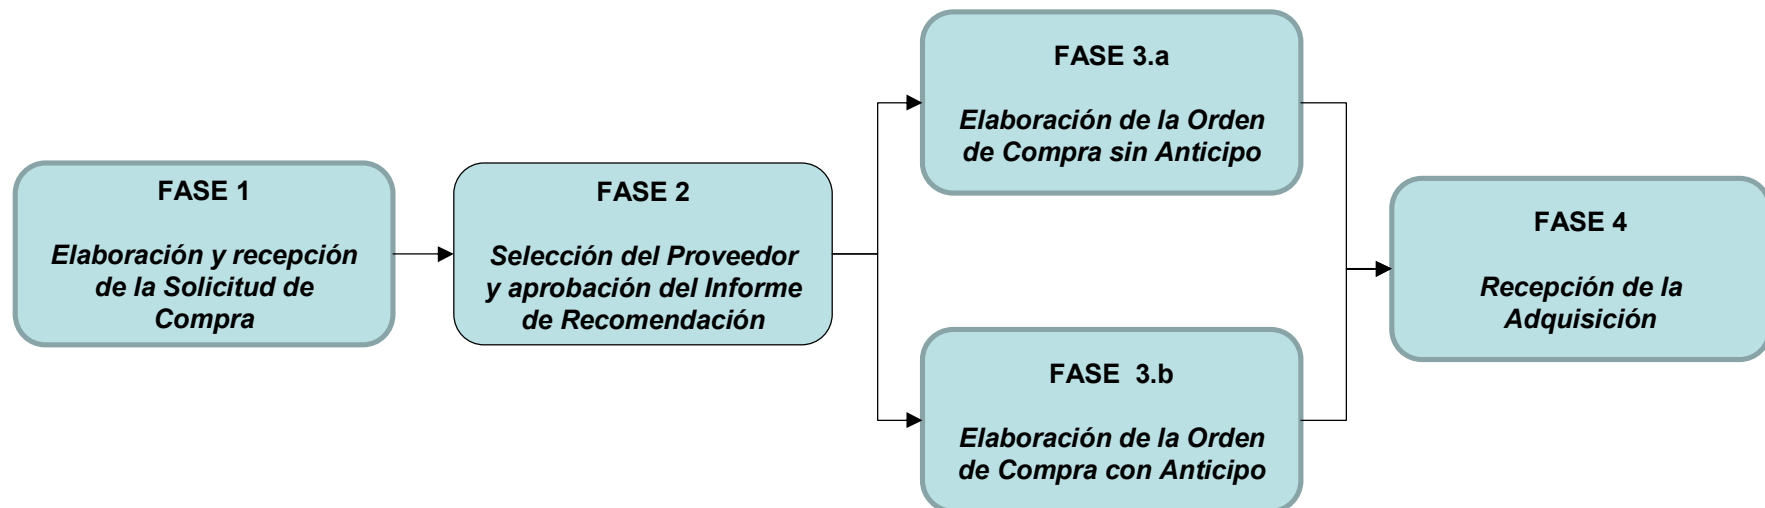 FASE 1
Elaboración y recepción
de la Solicitud de
Compra
FASE 2
Selección del Proveedor
y aprobación del Informe
de Recomendación
FASE 3.a
Elaboración de la Orden
de Compra sin Anticipo
FASE 3.b
Elaboración de la Orden
de Compra con Anticipo
FASE 4
Recepción de la
Adquisición